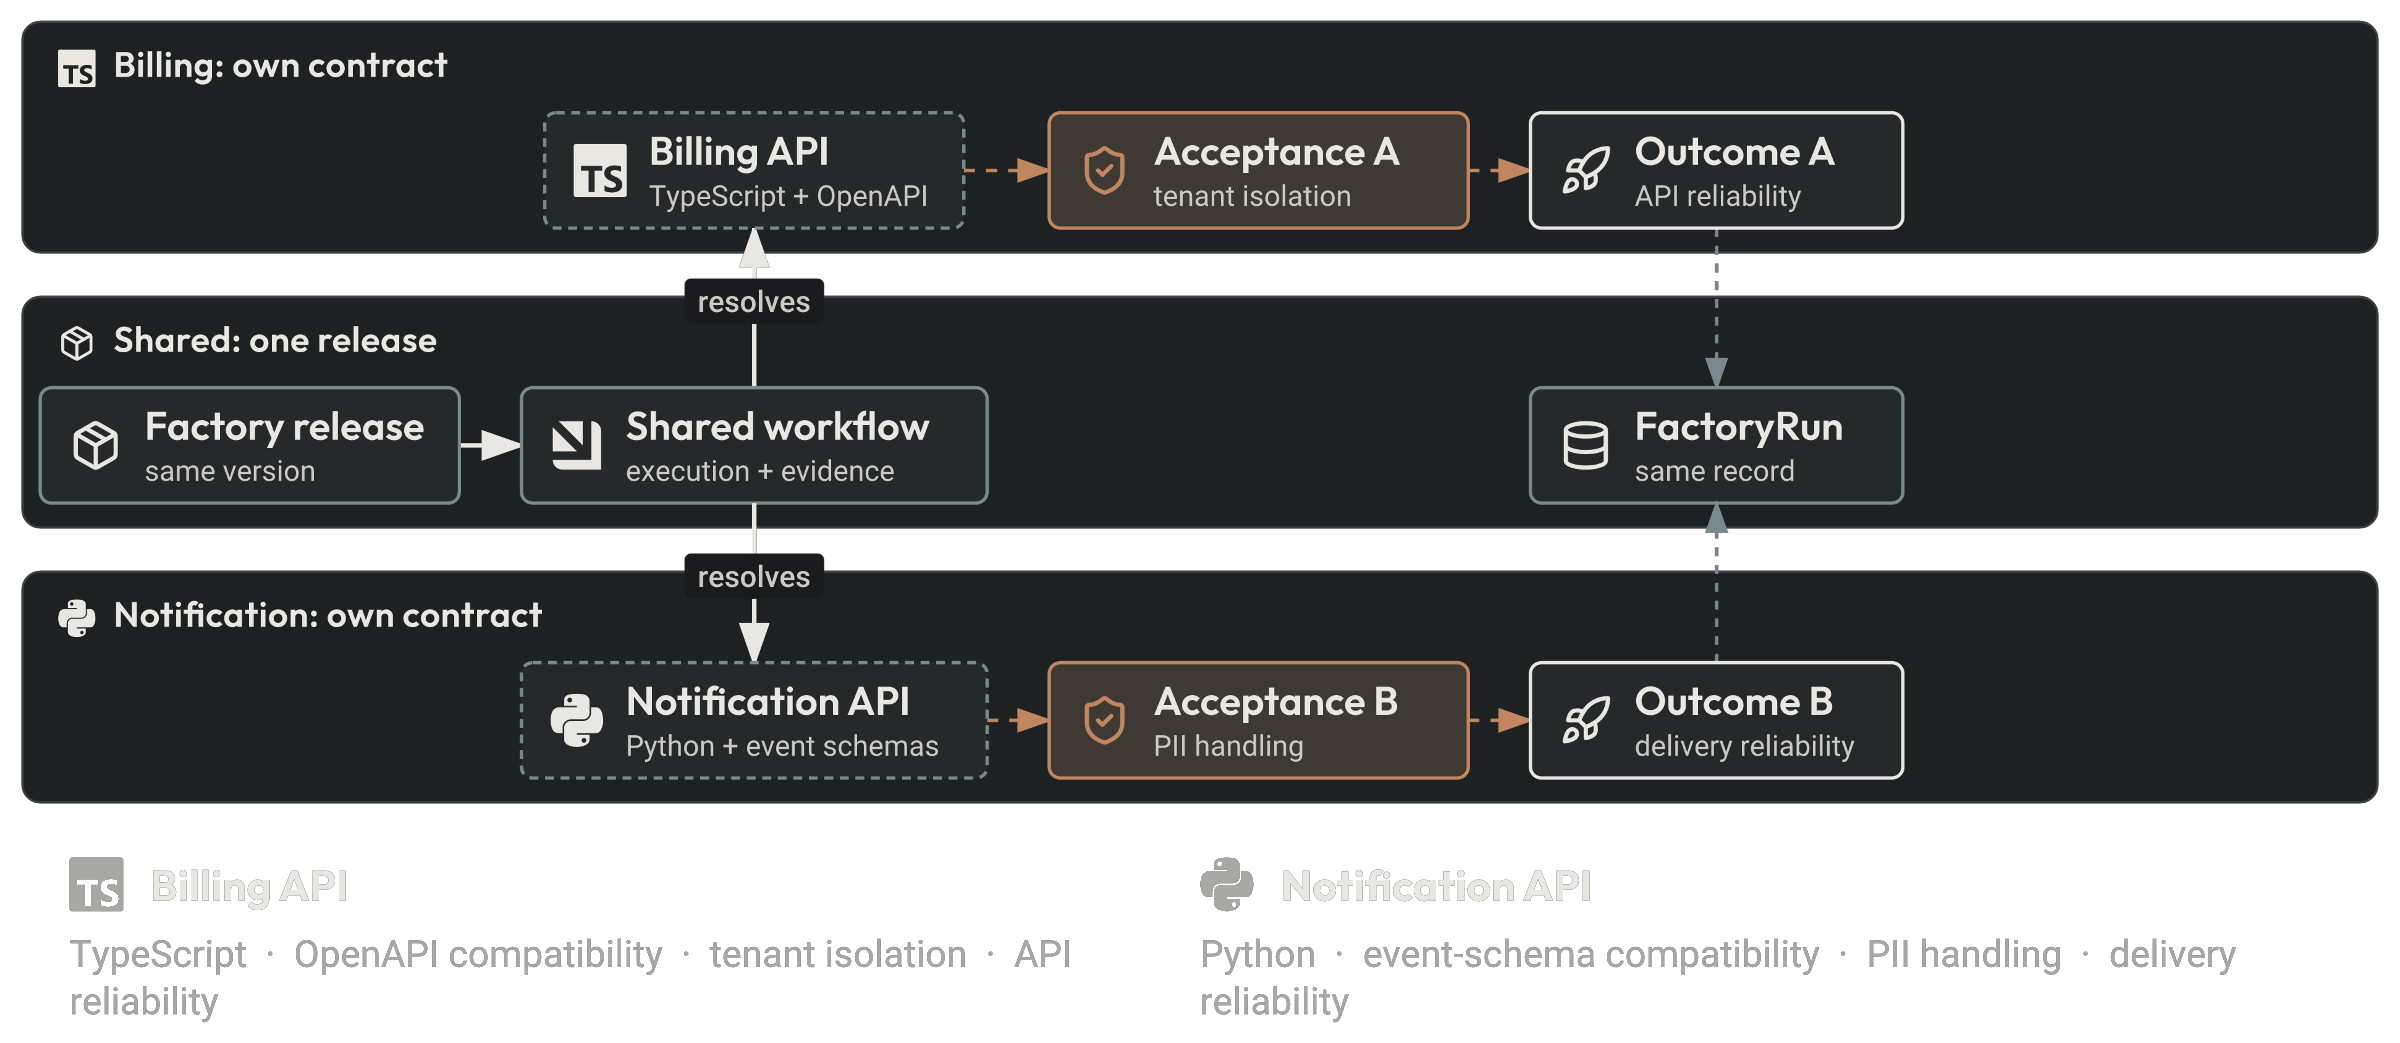 TS Billing: own contract
TS Billing API
TypeScript + OpenAPI
Acceptance A
tenant isolation
Outcome A
API reliability
resolves
Shared: one release
Factory release
same version
Shared workflow
execution + evidence
FactoryRun
same record
resolves
Notification: own contract
Notification API
Python + event schemas
Acceptance B
PII handling
Outcome B
delivery reliability
TS Billing API
TypeScript · OpenAPI compatibility · tenant isolation · API
reliability
Notification API
Python · event-schema compatibility · PII handling · delivery
reliability